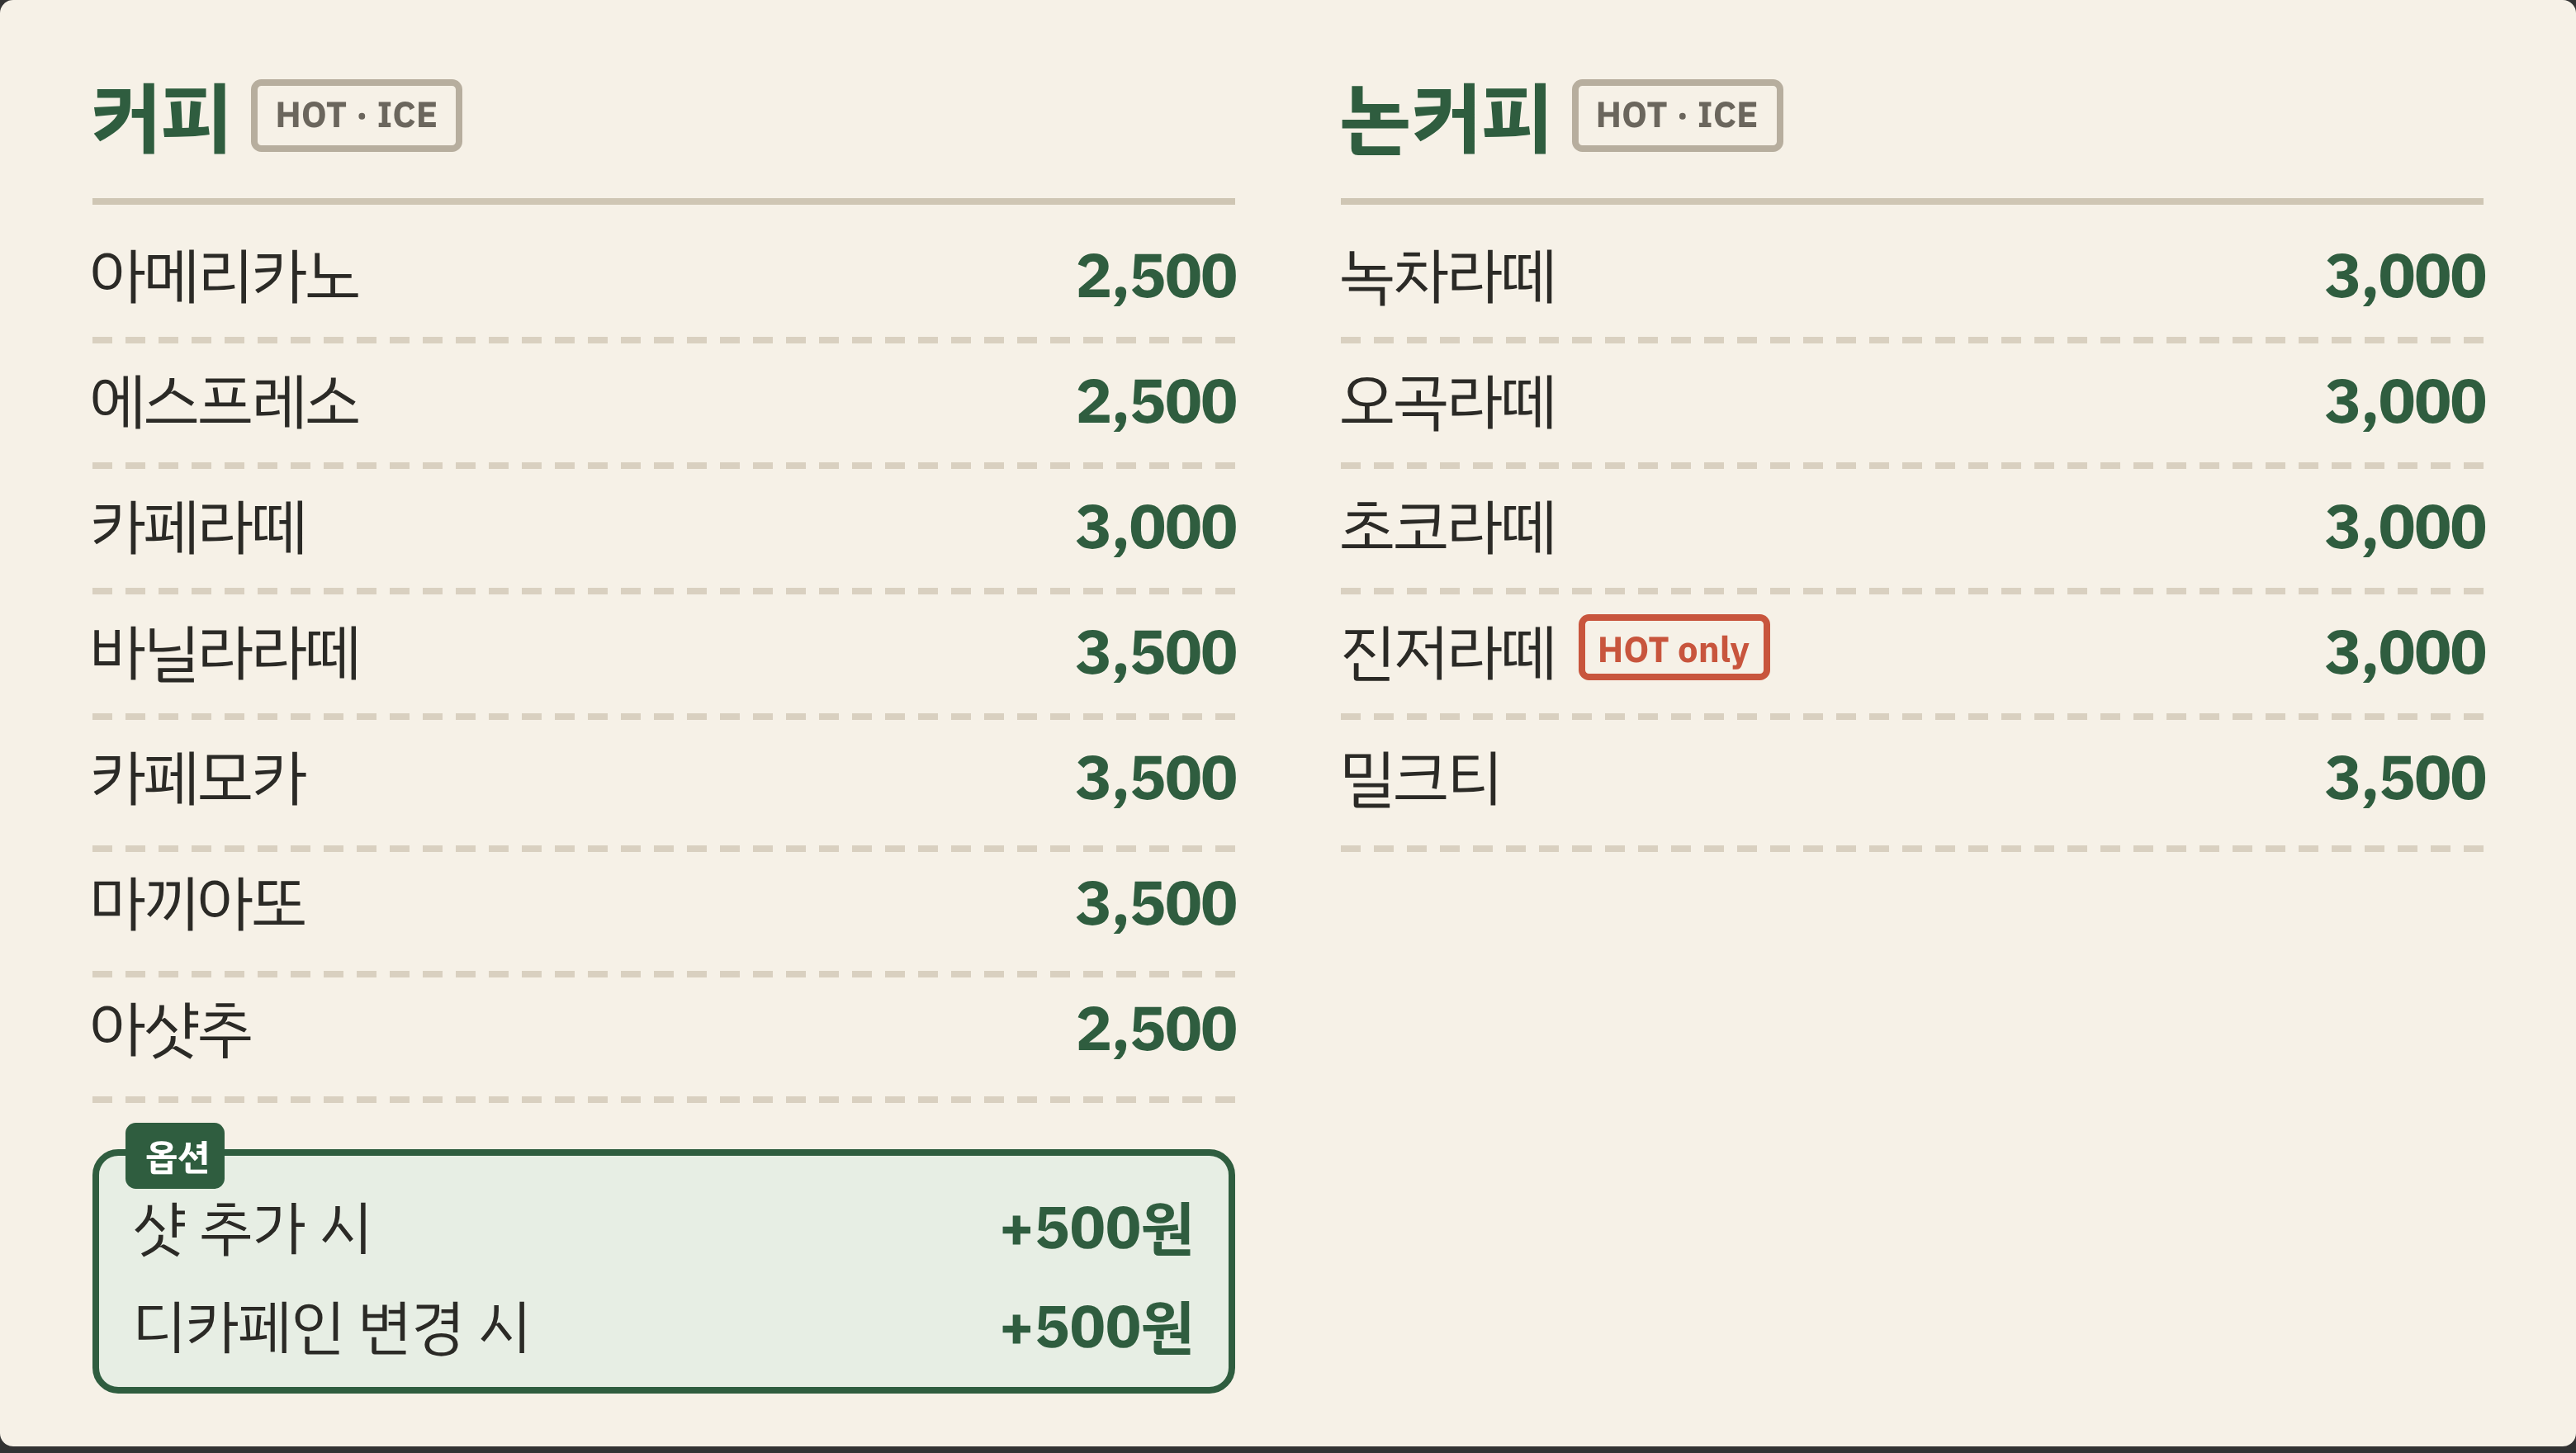 커피 HOT · ICE
아메리카노 2,500
에스프레소 2,500
카페라떼 3,000
바닐라라떼 3,500
카페모카 3,500
마끼아또 3,500
아샷추 2,500
옵션
샷 추가 시 +500원
디카페인 변경 시 +500원
논커피 HOT · ICE
녹차라떼 3,000
오곡라떼 3,000
초코라떼 3,000
진저라떼 HOT only 3,000
밀크티 3,500